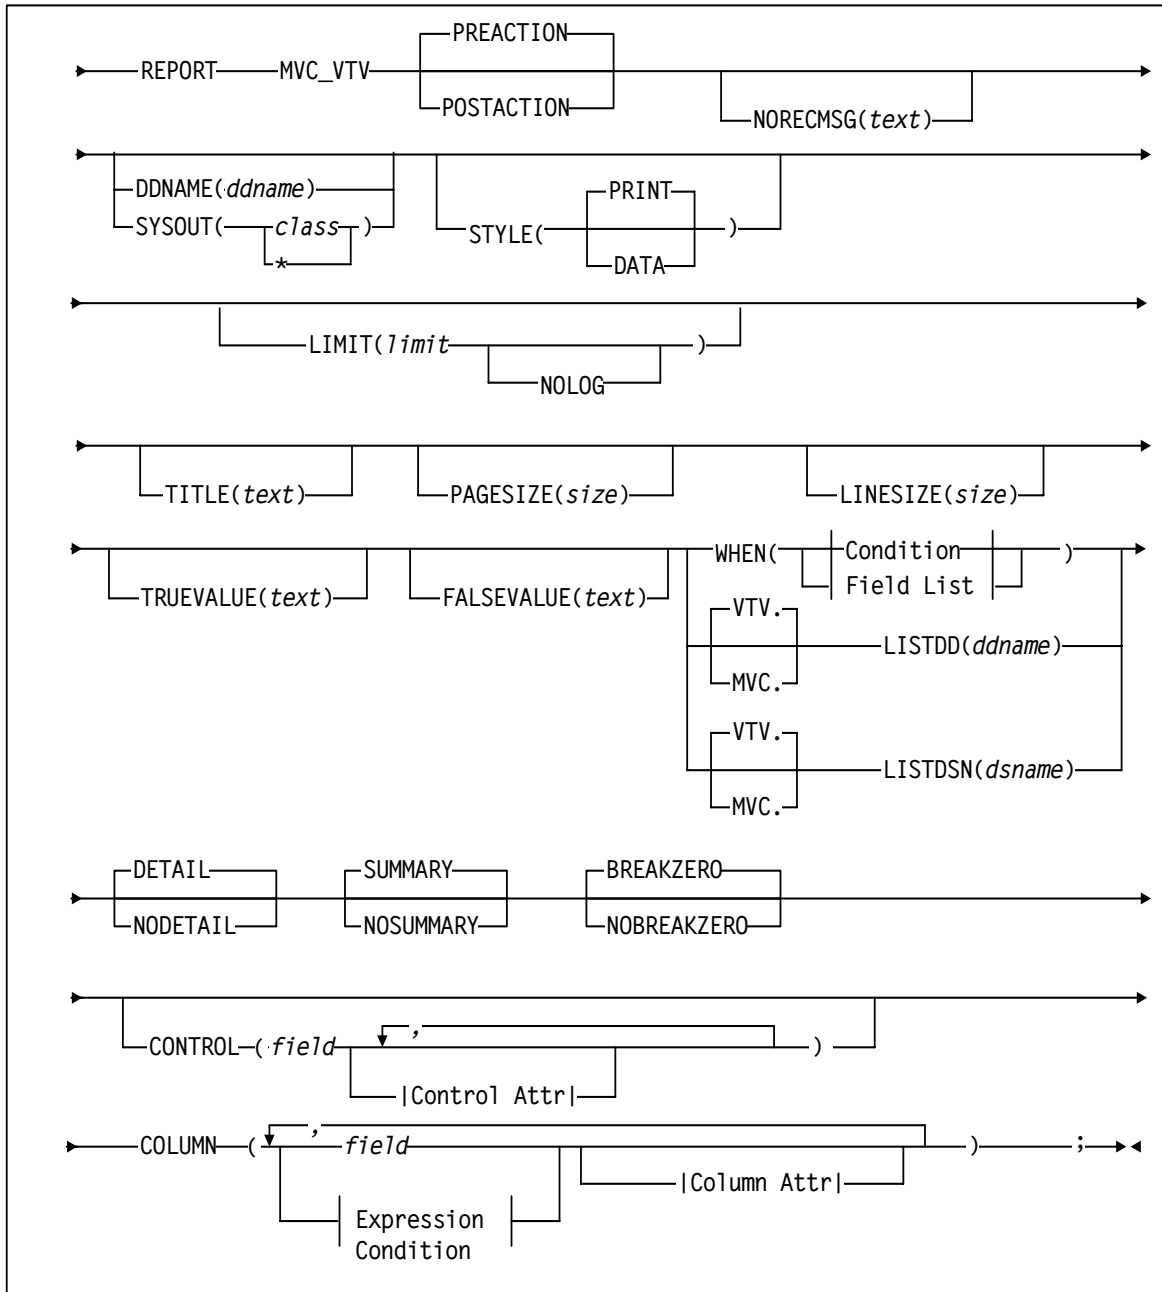 PREACTION
REPORT MVC_VTV
POSTACTION
NORECMSG(text)
DDNAME(ddname)
SYSOUT( class )
*
PRINT
STYLE( )
DATA
LIMIT(limit )
NOLOG
TITLE(text) PAGESIZE(size) LINESIZE(size)
TRUEVALUE(text) FALSEVALUE(text)
WHEN( Condition )
Field List
VTV.
LISTDD(ddname)
MVC.
VTV.
LISTDSN(dsname)
MVC.
DETAIL SUMMARY BREAKZERO
NODETAIL NOSUMMARY NOBREAKZERO
,
CONTROL (field )
|Control Attr|
,
COLUMN ( field ) ;
|Column Attr|
Expression
Condition